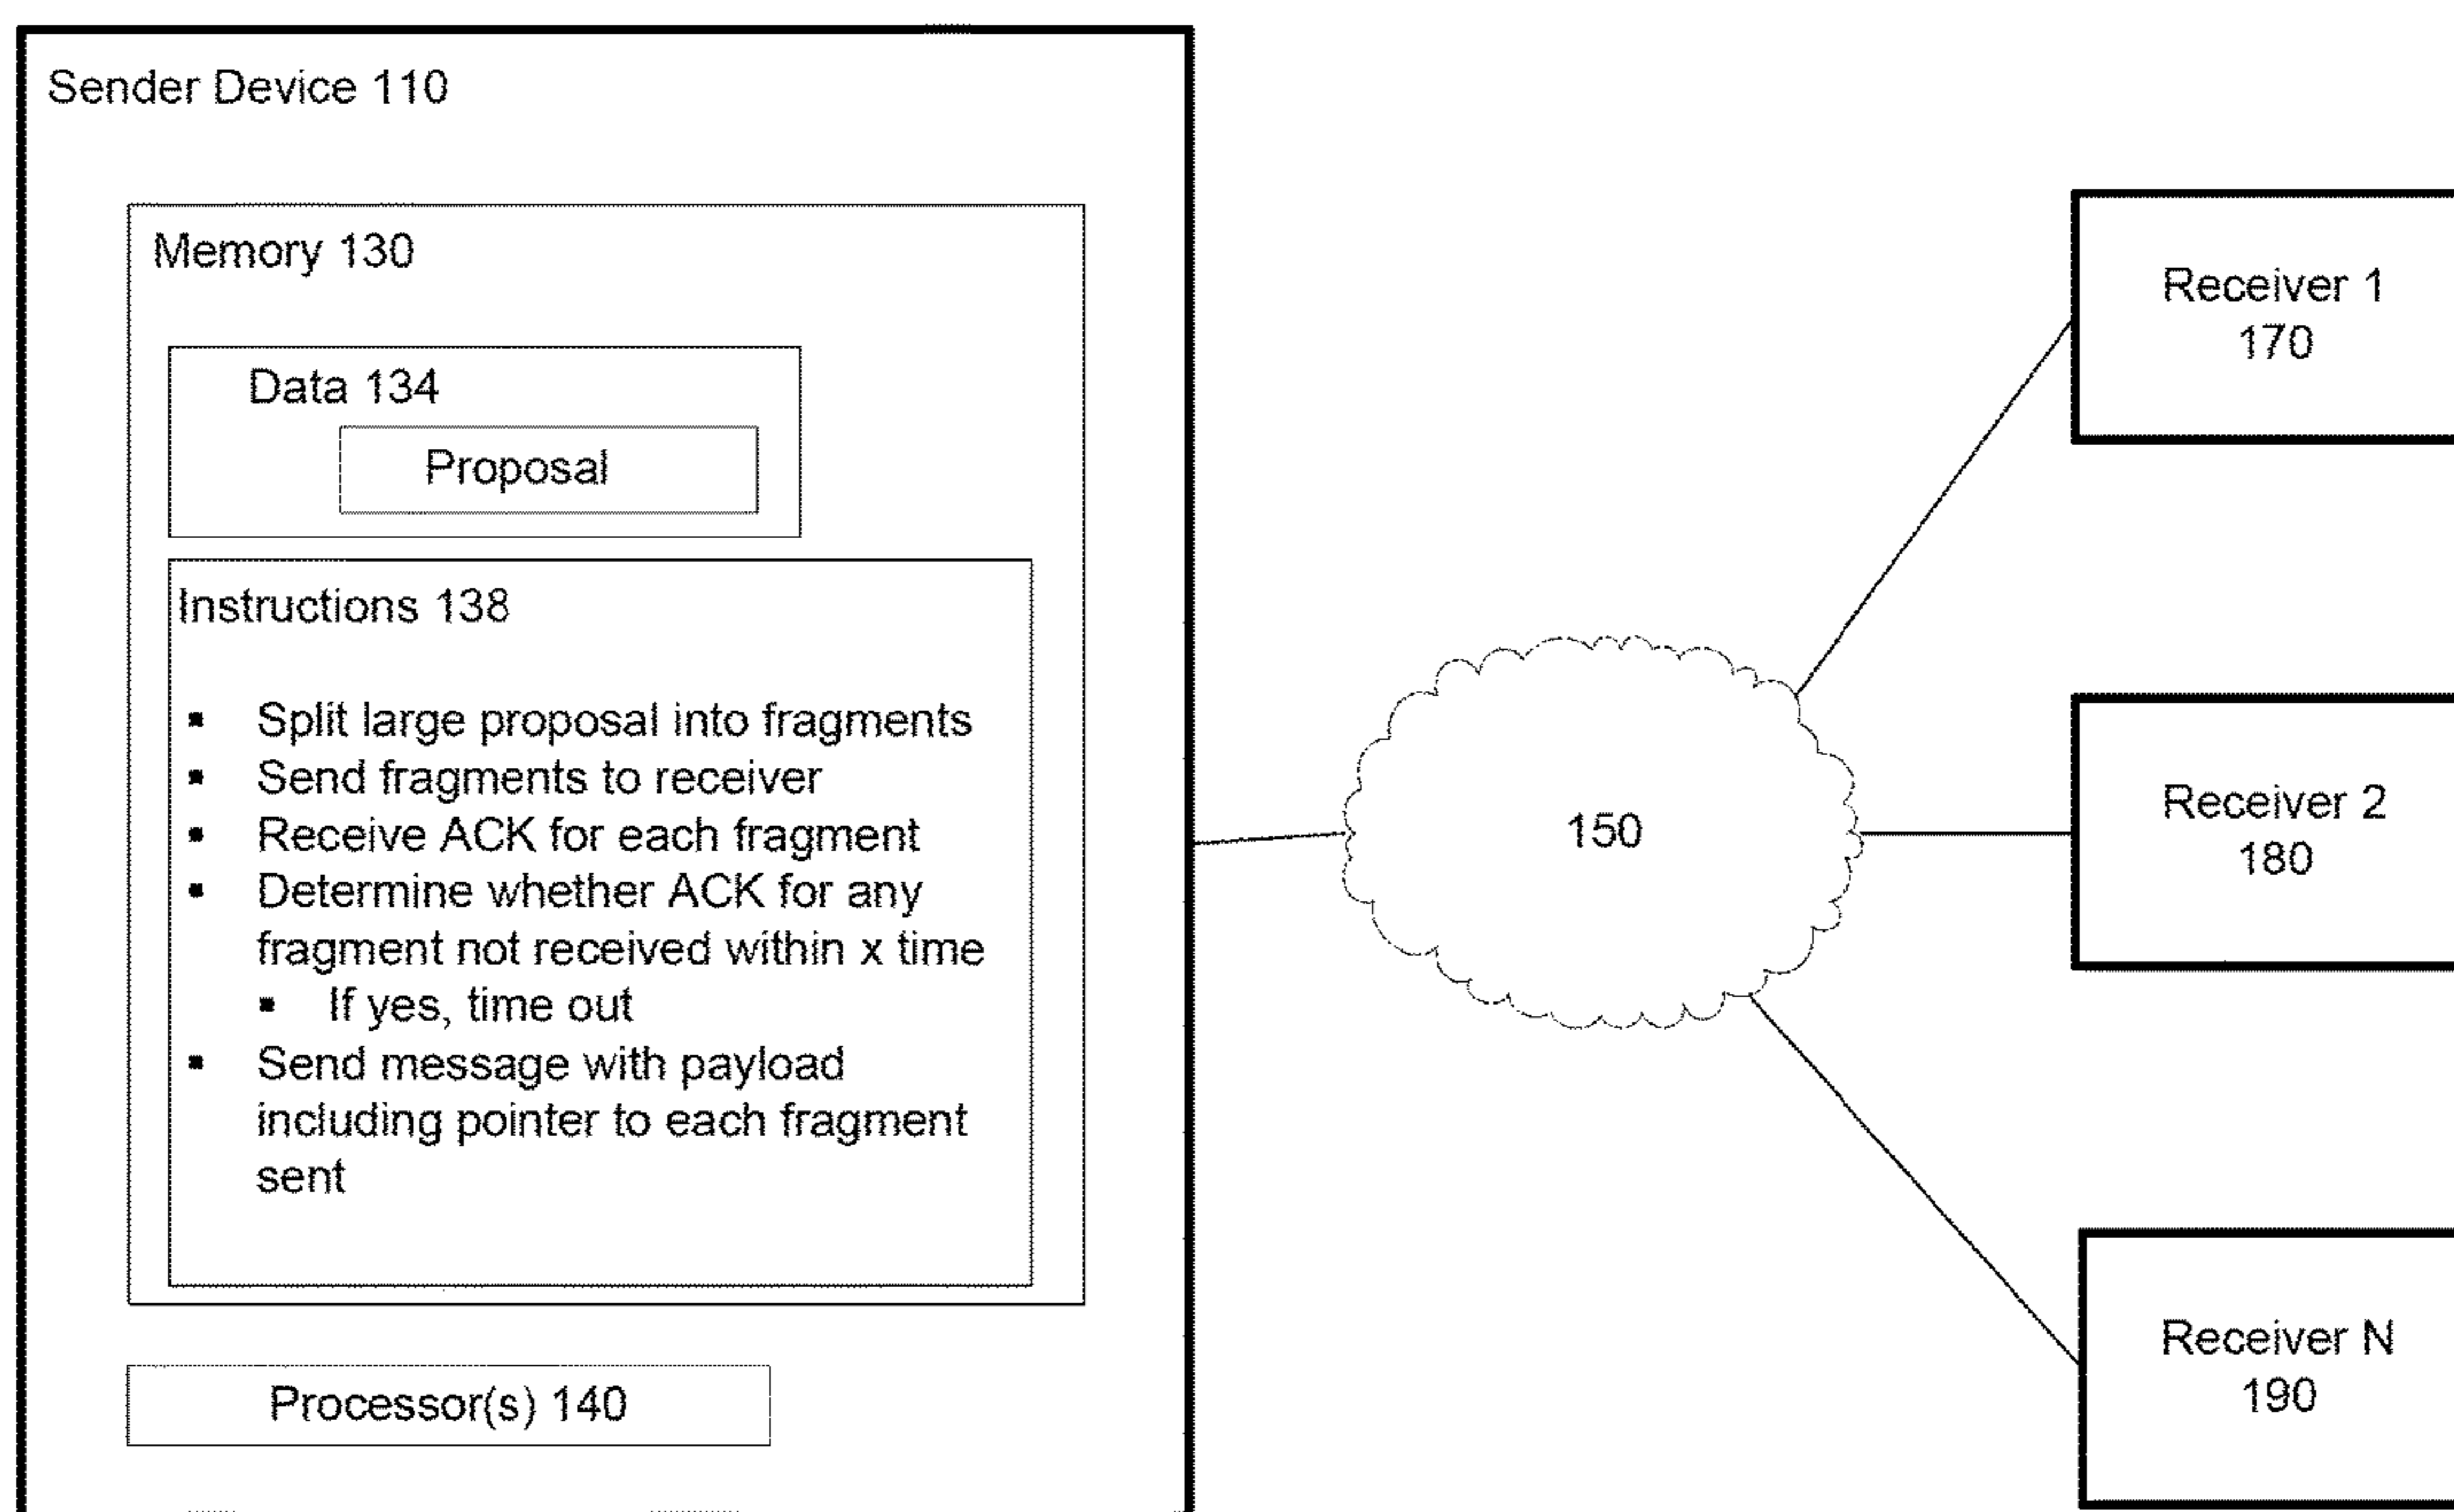 Sender Device 110
Memory 130
Data 134
Proposal
Instructions 138
▪ Split large proposal into fragments
▪ Send fragments to receiver
▪ Receive ACK for each fragment
▪ Determine whether ACK for any
fragment not received within x time
▪ If yes, time out
▪ Send message with payload
including pointer to each fragment
sent
Processor(s) 140
150
Receiver 1
170
Receiver 2
180
Receiver N
190